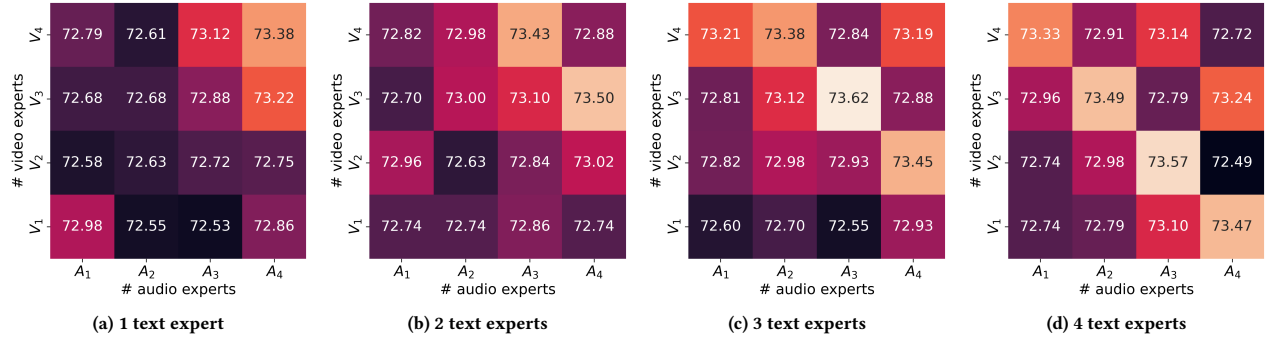 # video experts
V4 72.79 72.61 73.12 73.38
V3 72.68 72.68 72.88 73.22
V2 72.58 72.63 72.72 72.75
V1 72.98 72.55 72.53 72.86
A1 A2 A3 A4
# audio experts
(a) 1 text expert
# video experts
V4 72.82 72.98 73.43 72.88
V3 72.70 73.00 73.10 73.50
V2 72.96 72.63 72.84 73.02
V1 72.74 72.74 72.86 72.74
A1 A2 A3 A4
# audio experts
(b) 2 text experts
# video experts
V4 73.21 73.38 72.84 73.19
V3 72.81 73.12 73.62 72.88
V2 72.82 72.98 72.93 73.45
V1 72.60 72.70 72.55 72.93
A1 A2 A3 A4
# audio experts
(c) 3 text experts
# video experts
V4 73.33 72.91 73.14 72.72
V3 72.96 73.49 72.79 73.24
V2 72.74 72.98 73.57 72.49
V1 72.74 72.79 73.10 73.47
A1 A2 A3 A4
# audio experts
(d) 4 text experts